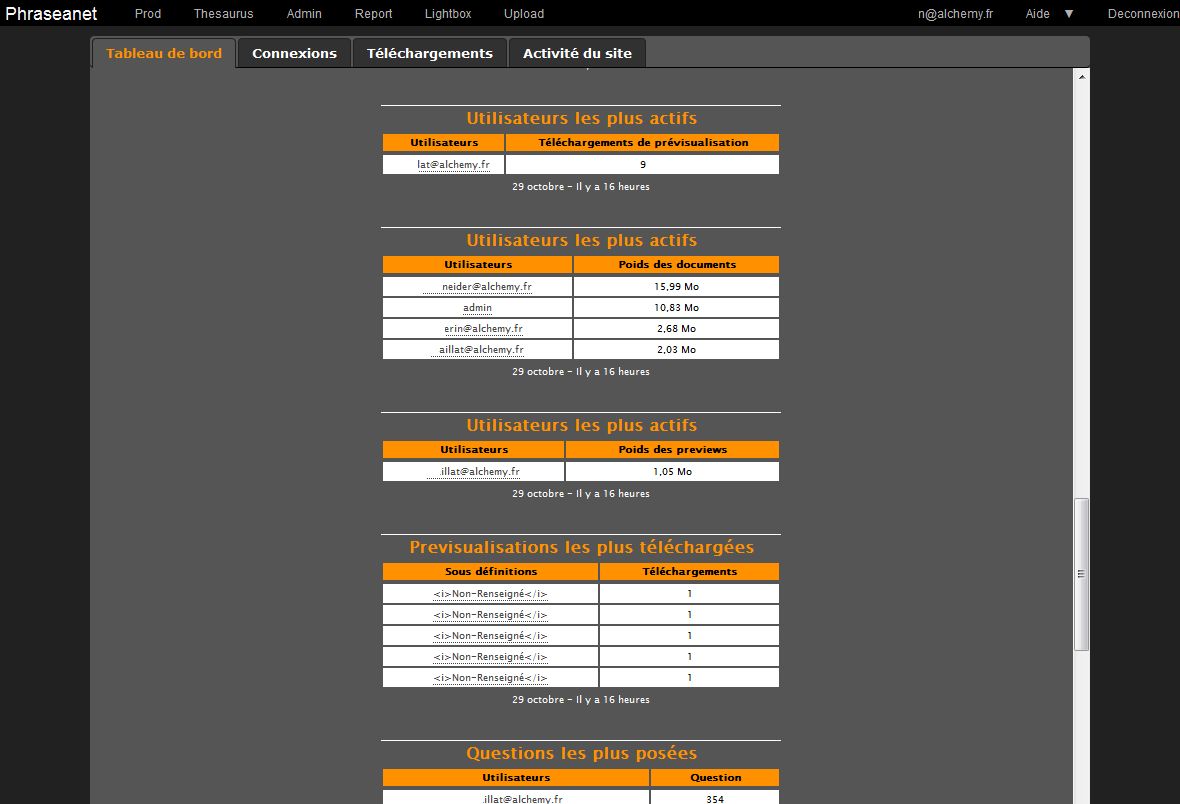 Phraseanet Prod Thesaurus Admin Report Lightbox Upload n@alchemy.fr Aide ▼ Deconnexion
Tableau de bord Connexions Téléchargements Activité du site
Utilisateurs les plus actifs
Utilisateurs Téléchargements de prévisualisation
lat@alchemy.fr 9
29 octobre - Il y a 16 heures
Utilisateurs les plus actifs
Utilisateurs Poids des documents
neider@alchemy.fr 15,99 Mo
admin 10,83 Mo
erin@alchemy.fr 2,68 Mo
aillat@alchemy.fr 2,03 Mo
29 octobre - Il y a 16 heures
Utilisateurs les plus actifs
Utilisateurs Poids des previews
illat@alchemy.fr 1,05 Mo
29 octobre - Il y a 16 heures
Previsualisations les plus téléchargées
Sous définitions Téléchargements
<i>Non-Renseigné</i> 1
<i>Non-Renseigné</i> 1
<i>Non-Renseigné</i> 1
<i>Non-Renseigné</i> 1
<i>Non-Renseigné</i> 1
29 octobre - Il y a 16 heures
Questions les plus posées
Utilisateurs Question
illat@alchemy.fr 354